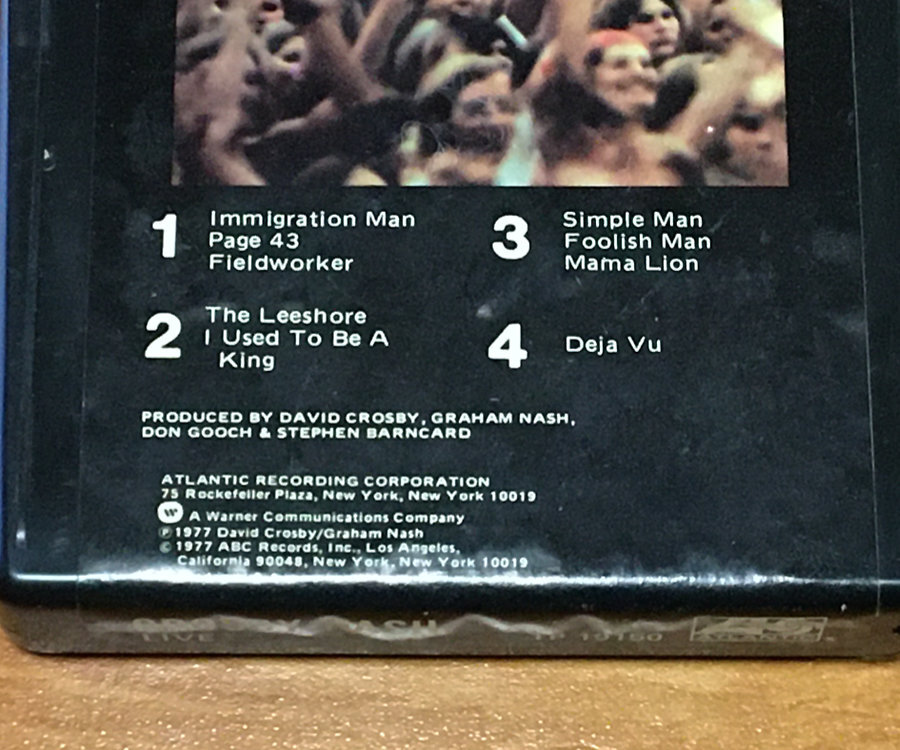 1
Immigration Man
Page 43
Fieldworker
2
The Leeshore
I Used To Be A
King
3
Simple Man
Foolish Man
Mama Lion
4
Deja Vu
PRODUCED BY DAVID CROSBY, GRAHAM NASH,
DON GOOCH & STEPHEN BARNCARD
ATLANTIC RECORDING CORPORATION
75 Rockefeller Plaza, New York, New York 10019
A Warner Communications Company
℗ 1977 David Crosby/Graham Nash
© 1977 ABC Records, Inc., Los Angeles,
California 90048, New York, New York 10019
LIVE
19150